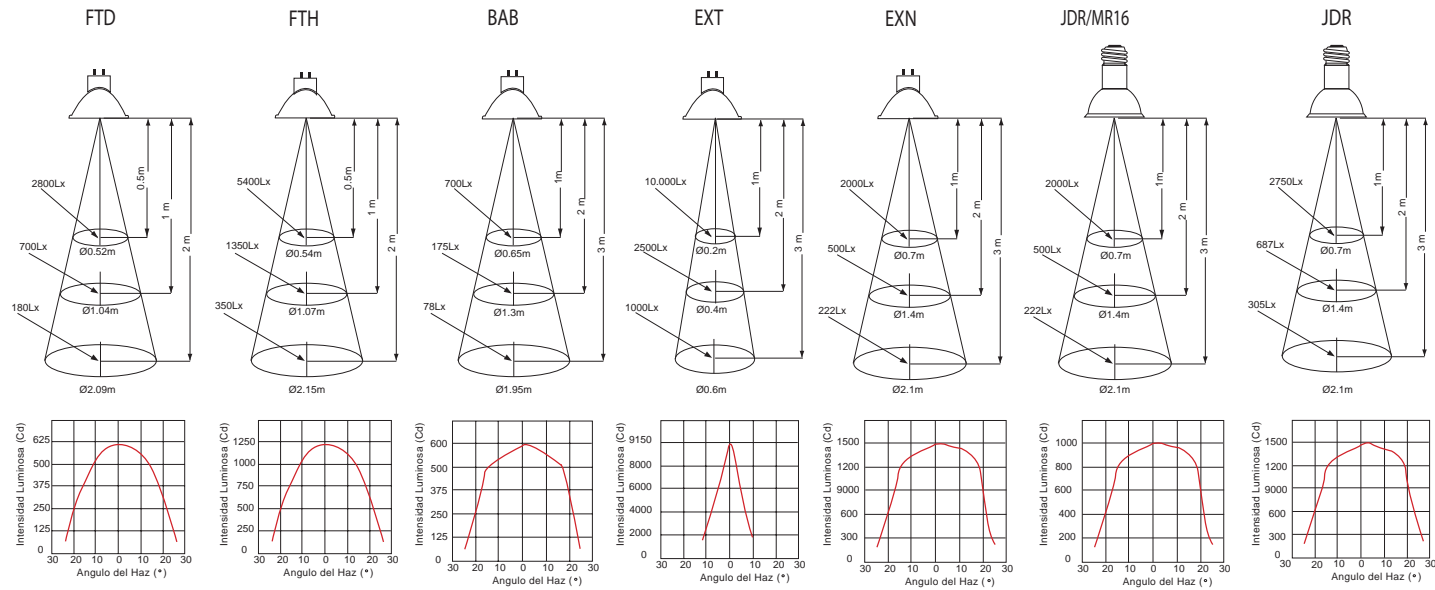 FTD
FTH
BAB
EXT
EXN
JDR/MR16
JDR
2800Lx
Ø0.52m
0.5m
700Lx
Ø1.04m
1 m
180Lx
Ø2.09m
2 m
5400Lx
Ø0.54m
0.5m
1350Lx
Ø1.07m
1 m
350Lx
Ø2.15m
2 m
700Lx
Ø0.65m
1m
175Lx
Ø1.3m
2 m
78Lx
Ø1.95m
3 m
10.000Lx
Ø0.2m
1m
2500Lx
Ø0.4m
2 m
1000Lx
Ø0.6m
3 m
2000Lx
Ø0.7m
1m
500Lx
Ø1.4m
2 m
222Lx
Ø2.1m
3 m
2000Lx
Ø0.7m
1m
500Lx
Ø1.4m
2 m
222Lx
Ø2.1m
3 m
2750Lx
Ø0.7m
1m
687Lx
Ø1.4m
2 m
305Lx
Ø2.1m
3 m
Intensidad Luminosa (Cd)
625
500
375
250
125
0
30 20 10 0 10 20 30
Angulo del Haz (°)
Intensidad Luminosa (Cd)
1250
1000
750
500
250
0
30 20 10 0 10 20 30
Angulo del Haz (°)
Intensidad Luminosa (Cd)
600
500
375
250
125
0
30 20 10 0 10 20 30
Angulo del Haz (°)
Intensidad Luminosa (Cd)
9150
8000
6000
4000
2000
0
30 20 10 0 10 20 30
Angulo del Haz (°)
Intensidad Luminosa (Cd)
1500
1200
9000
600
300
0
30 20 10 0 10 20 30
Angulo del Haz (°)
Intensidad Luminosa (Cd)
1000
800
660
400
200
0
30 20 10 0 10 20 30
Angulo del Haz (°)
Intensidad Luminosa (Cd)
1500
1200
9000
600
300
0
30 20 10 0 10 20 30
Angulo del Haz (°)